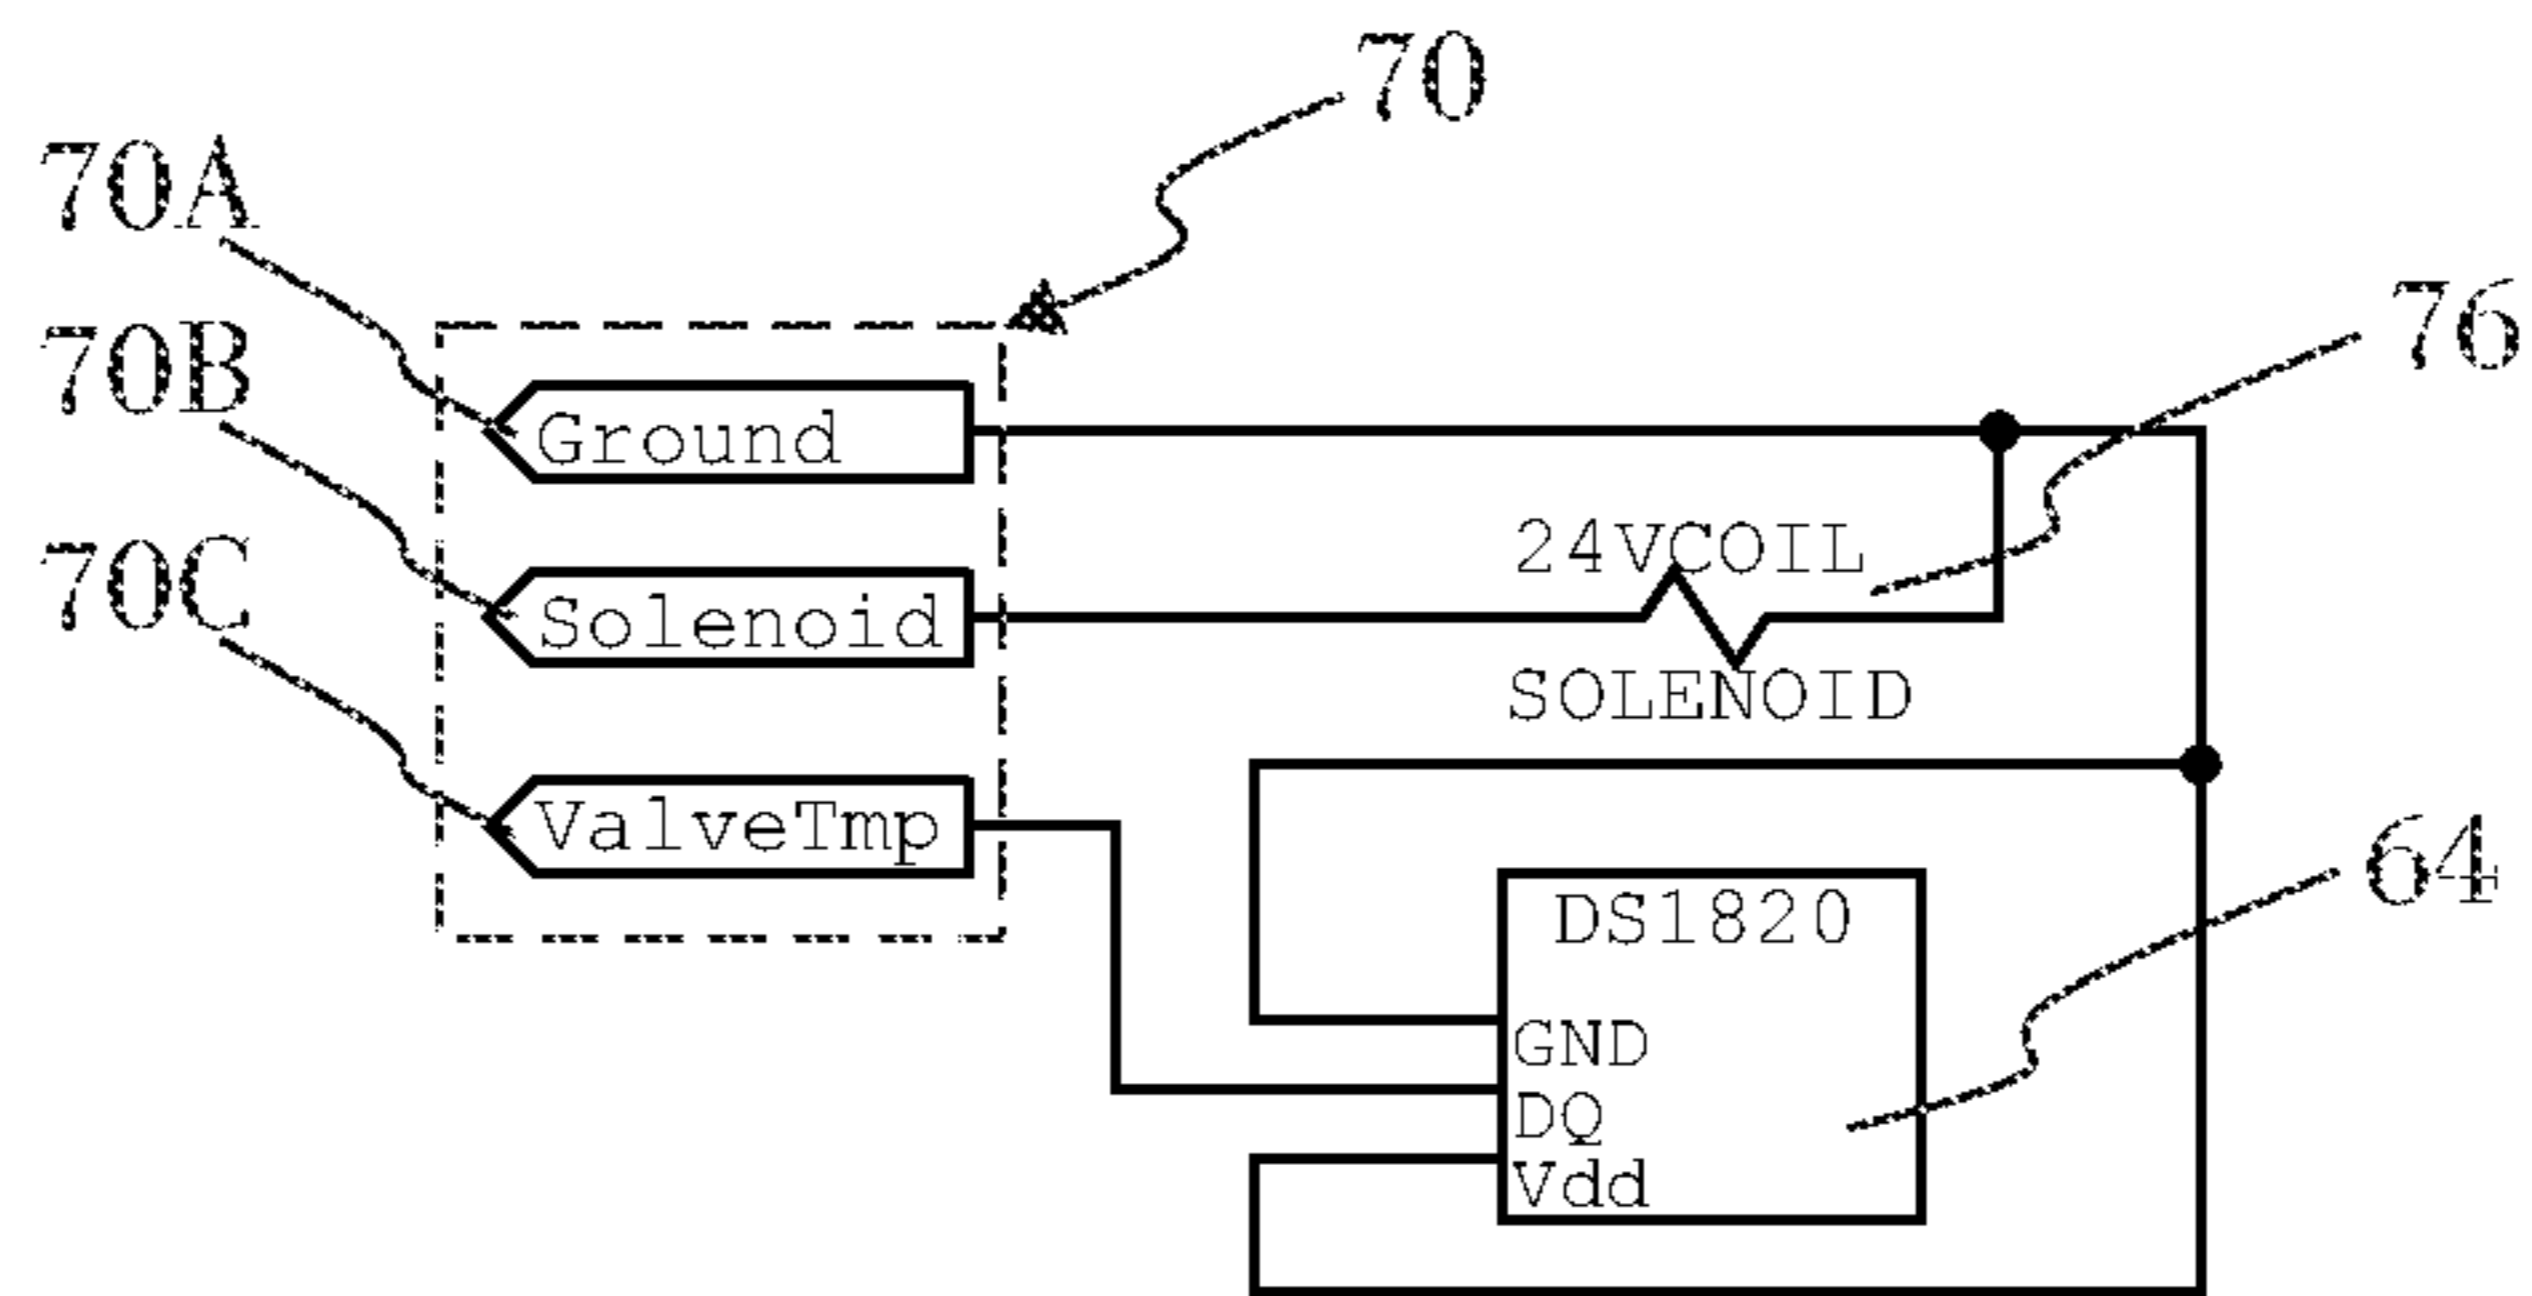 70
70A
76
70B
Ground
24VCOIL
70C
Solenoid
SOLENOID
ValveTmp
64
DS1820
GND
DQ
Vdd